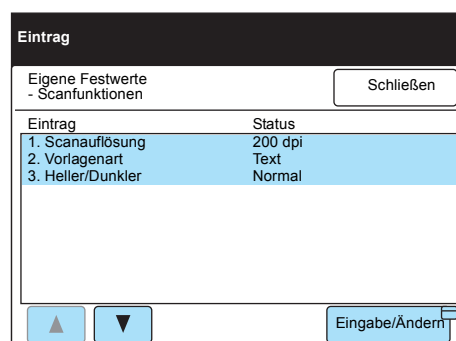 Eintrag
Eigene Festwerte
- Scanfunktionen
Schließen
Eintrag Status
1. Scanauflösung 200 dpi
2. Vorlagenart Text
3. Heller/Dunkler Normal
Eingabe/Ändern